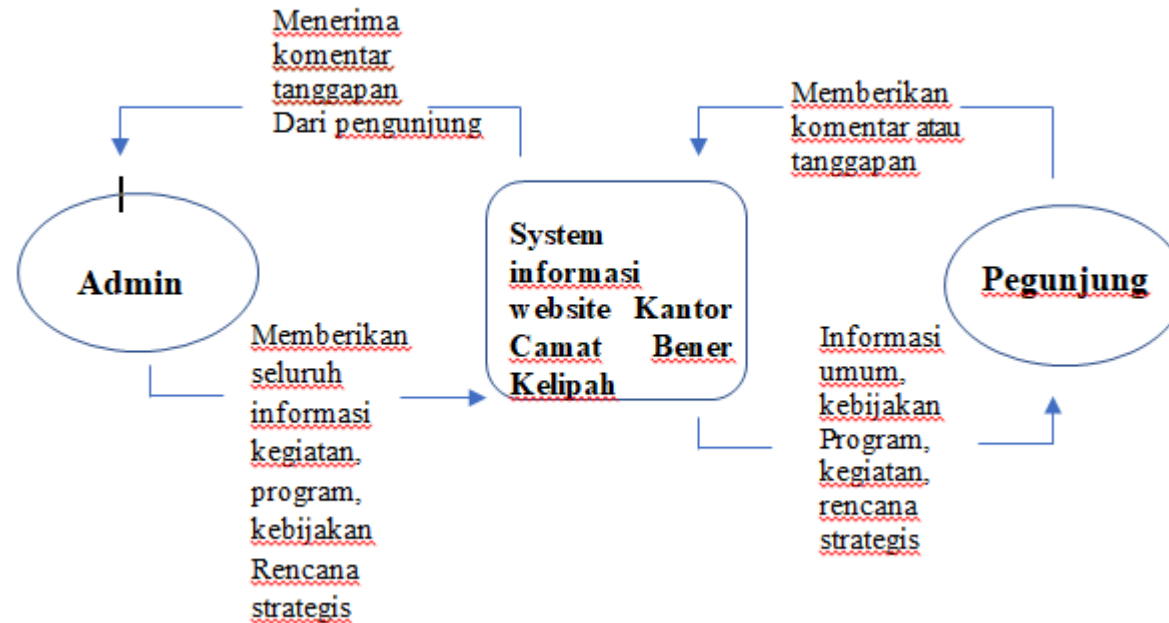 Menerima
komentar
tanggapan
Dari pengunjung
Memberikan
komentar atau
tanggapan
Admin
System
informasi
website Kantor
Camat Bener
Kelipah
Pegunjung
Memberikan
seluruh
informasi
kegiatan,
program,
kebijakan
Rencana
strategis
Informasi
umum,
kebijakan
Program,
kegiatan,
rencana
strategis